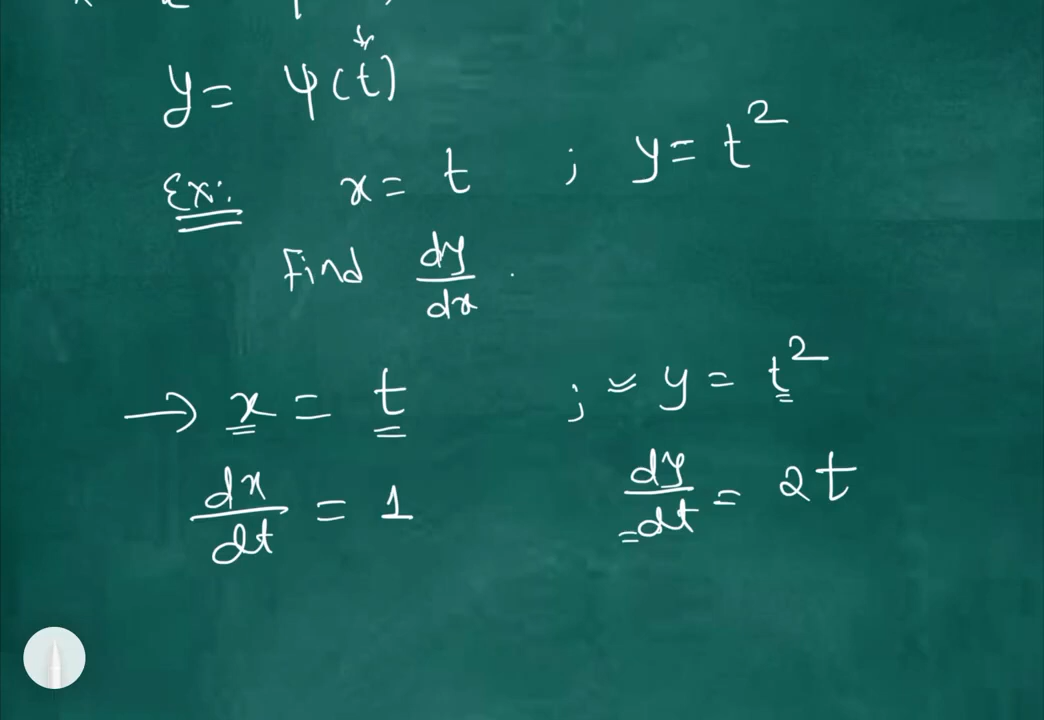 y = ψ(t)
Ex: x = t ; y = t²
Find dy/dx .
→ x = t ; y = t²
dx/dt = 1 dy/dt = 2t